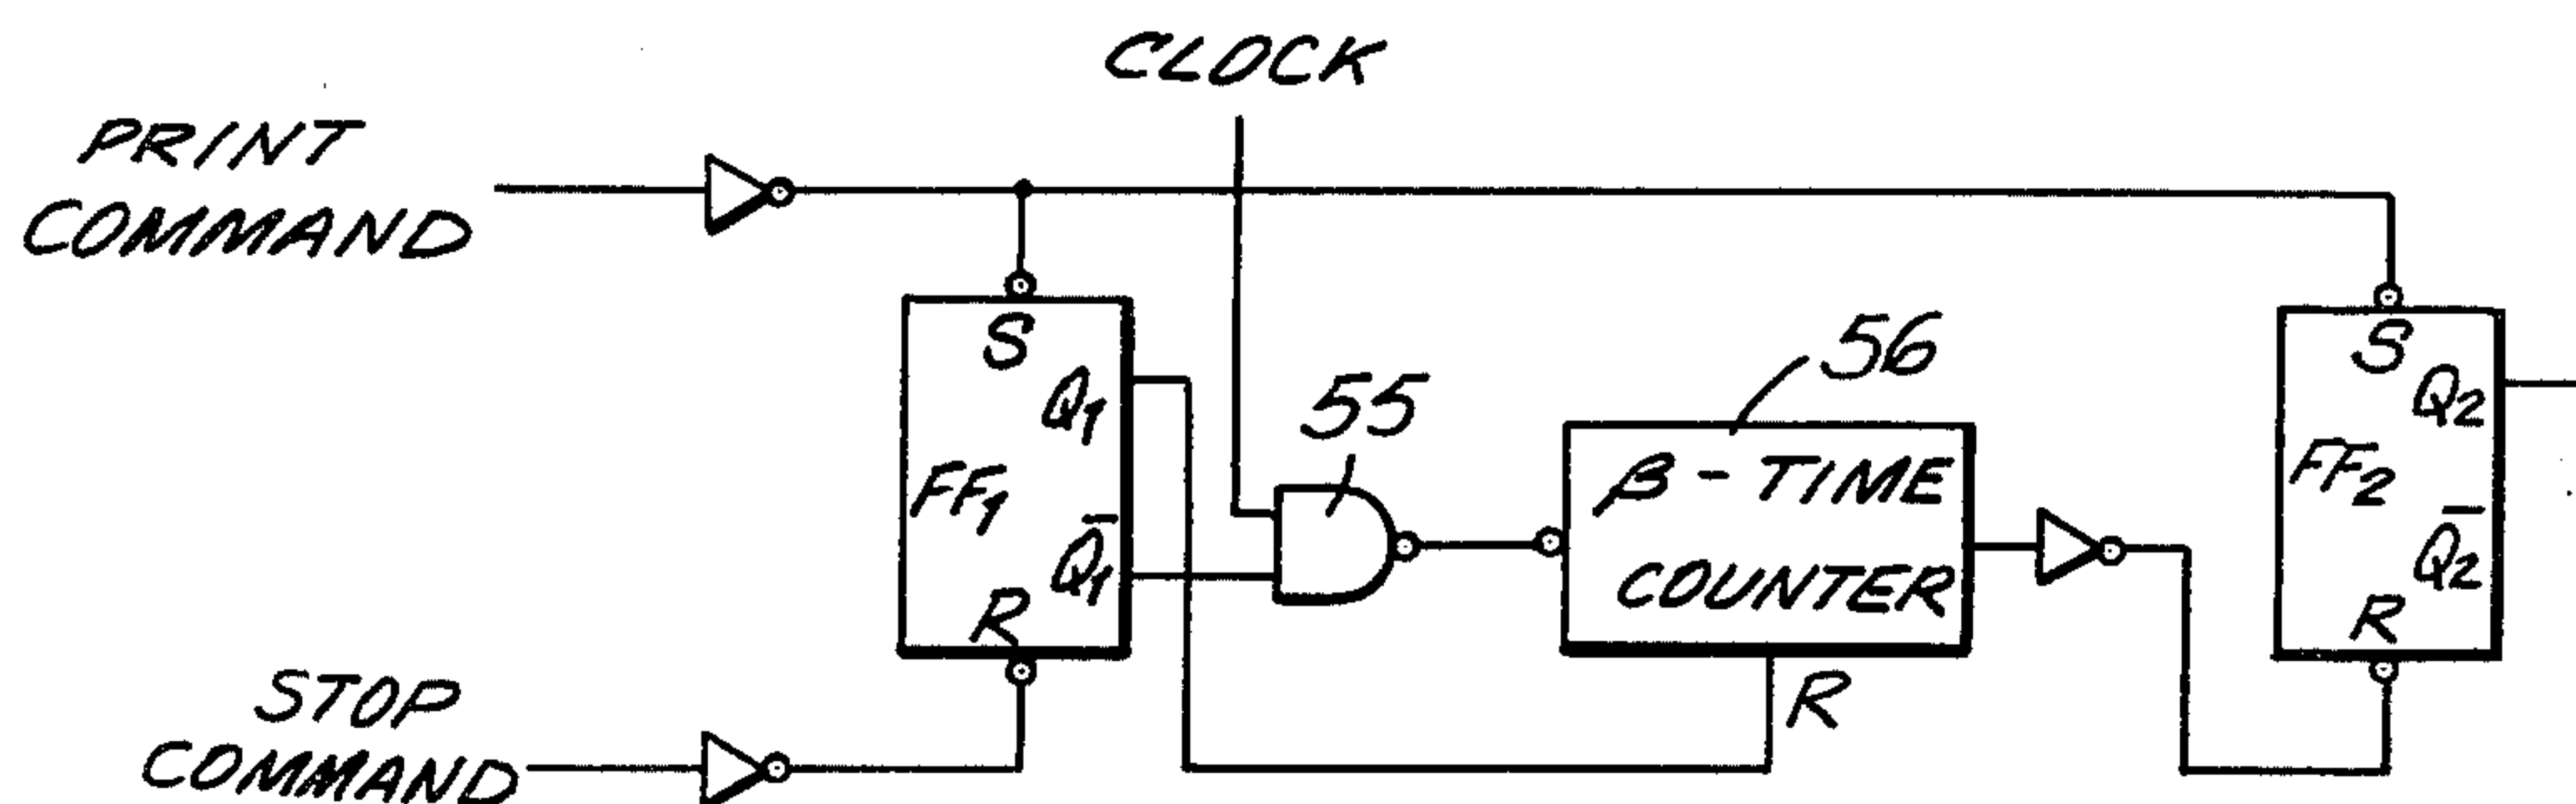 CLOCK
PRINT
COMMAND
S
Q1
FF1
Q̅1
R
55
56
β - TIME
COUNTER
R
S
Q2
FF2
Q̅2
R
STOP
COMMAND